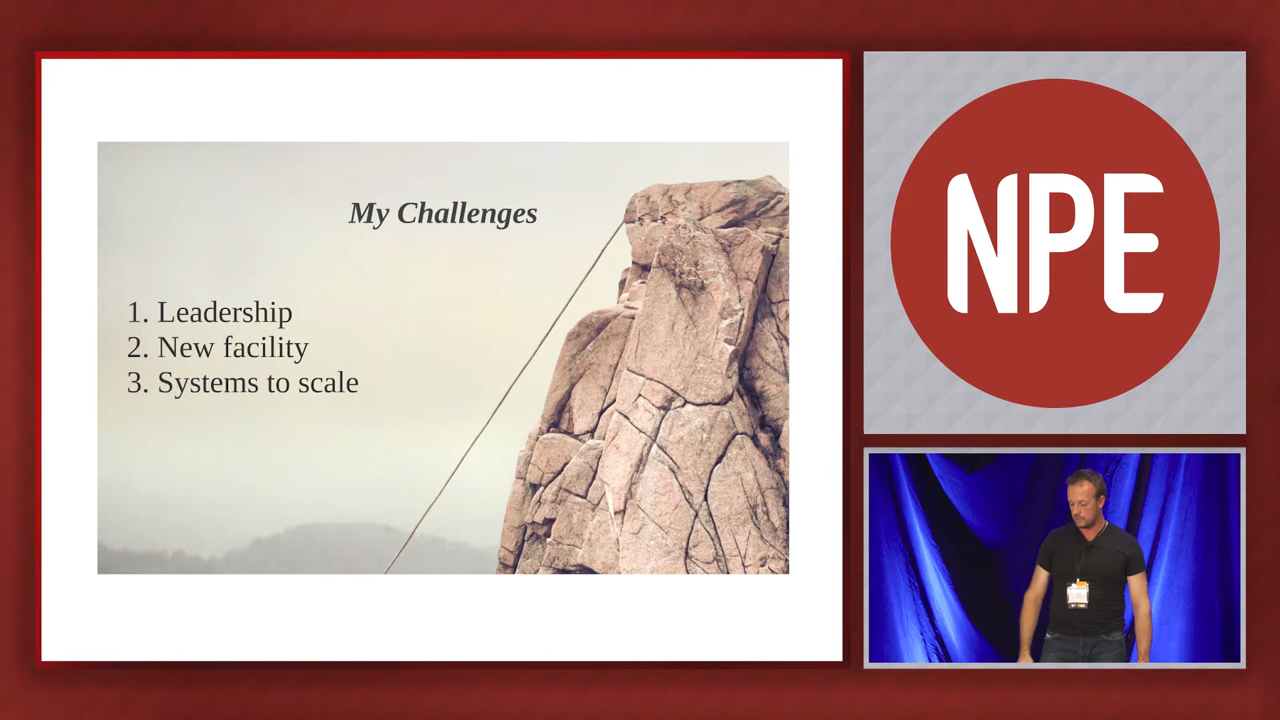 My Challenges
1. Leadership
2. New facility
3. Systems to scale
NPE